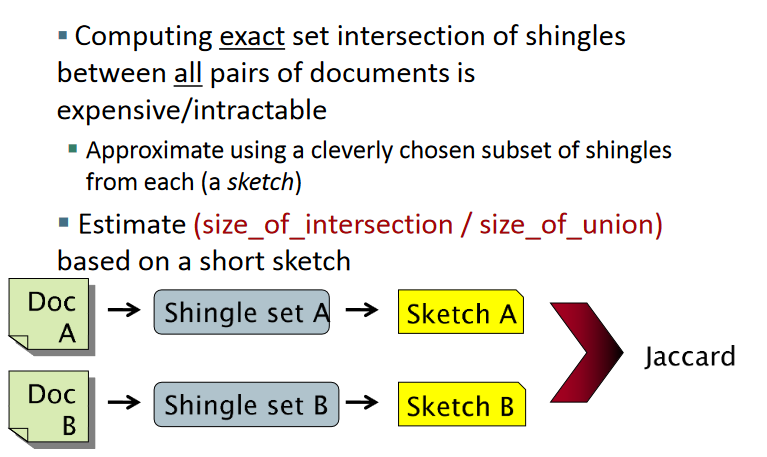 ▪ Computing exact set intersection of shingles
between all pairs of documents is
expensive/intractable
▪ Approximate using a cleverly chosen subset of shingles
from each (a sketch)
▪ Estimate (size_of_intersection / size_of_union)
based on a short sketch
Doc
A
Shingle set A
Sketch A
Jaccard
Doc
B
Shingle set B
Sketch B